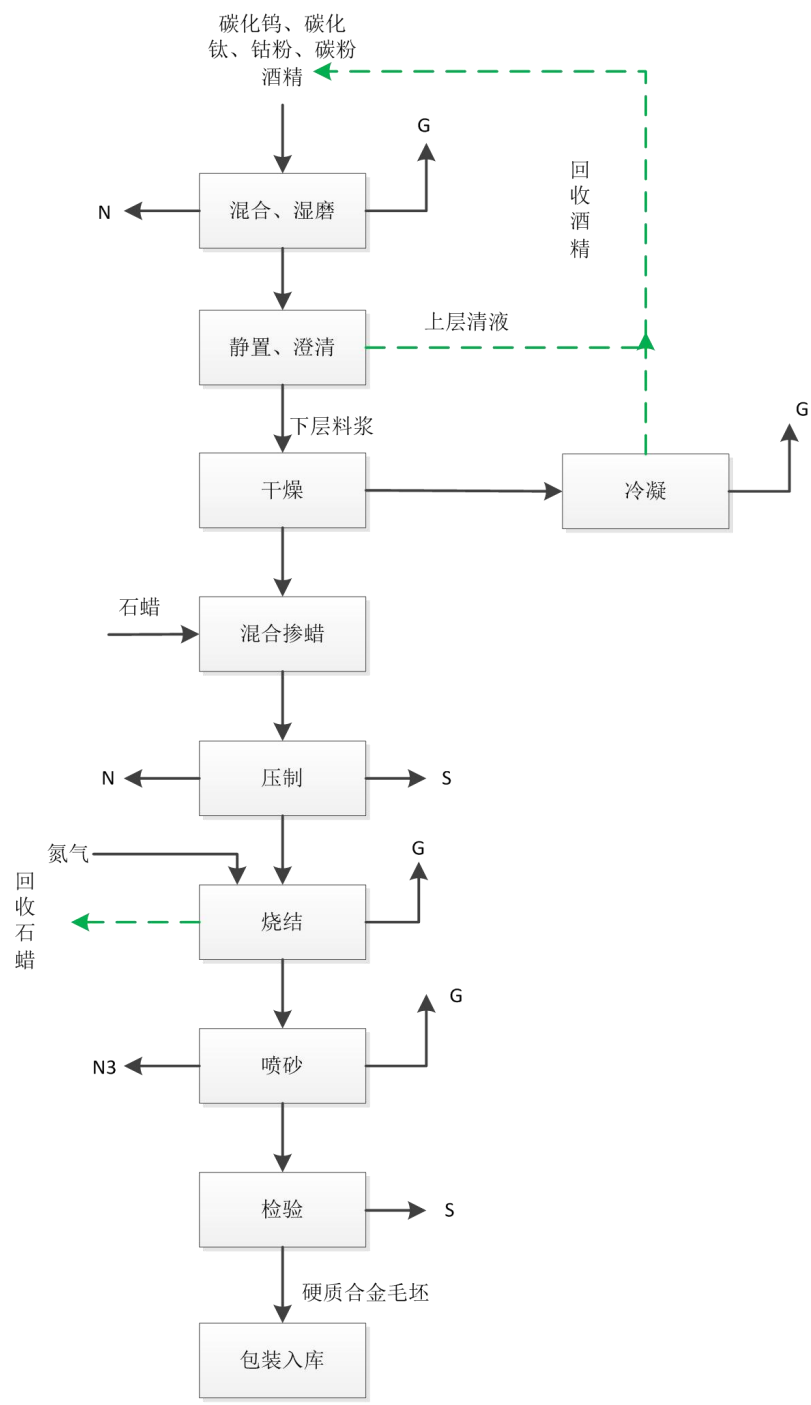 碳化钨、碳化
钛、钴粉、碳粉
酒精
G
回收酒精
N
混合、湿磨
静置、澄清
上层清液
下层料浆
G
干燥
冷凝
石蜡
混合掺蜡
N
压制
S
氮气
G
回收石蜡
烧结
G
N3
喷砂
检验
S
硬质合金毛坯
包装入库